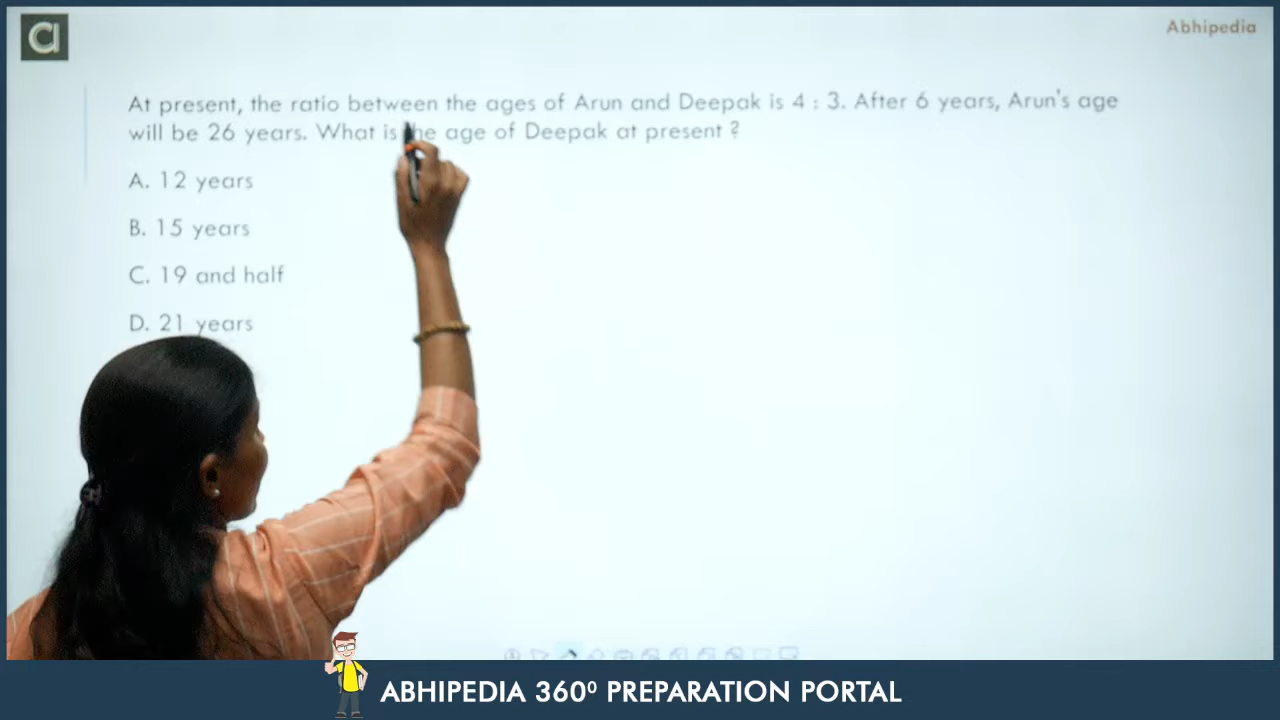 a
Abhipedia
At present, the ratio between the ages of Arun and Deepak is 4 : 3. After 6 years, Arun's age
will be 26 years. What is the age of Deepak at present ?
A. 12 years
B. 15 years
C. 19 and half
D. 21 years
ABHIPEDIA 360⁰ PREPARATION PORTAL